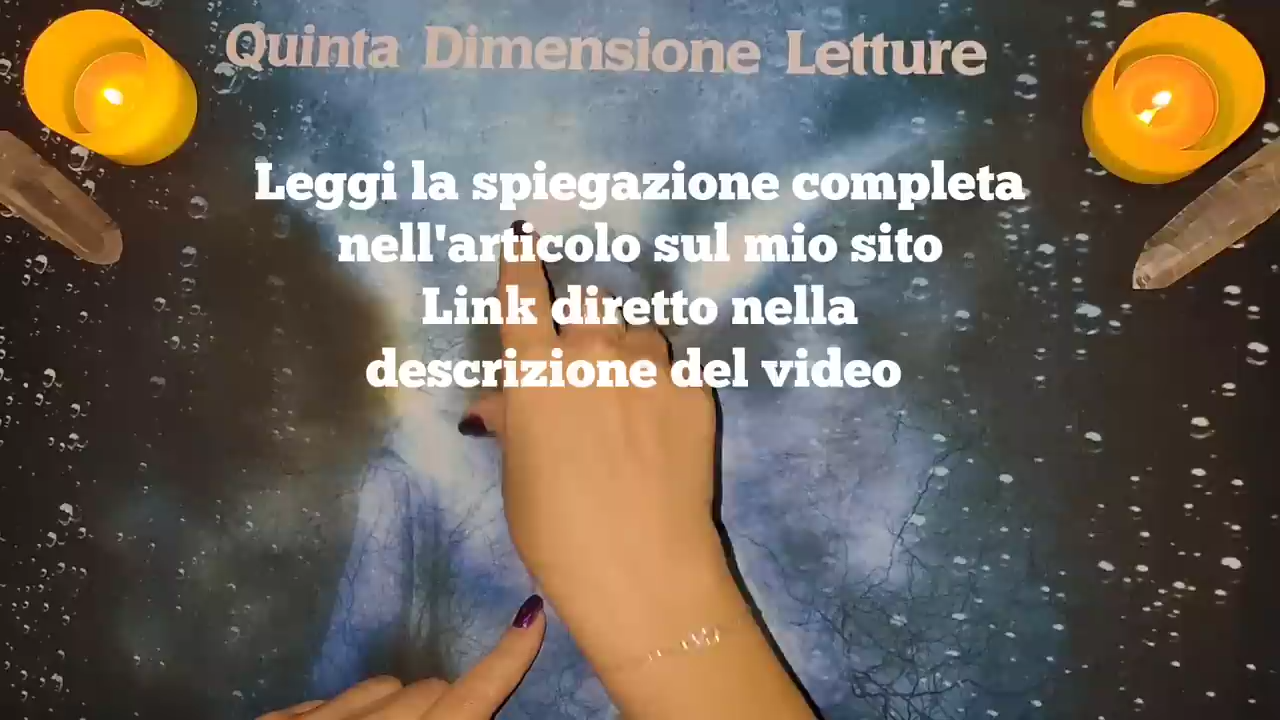 Quinta Dimensione Letture
Leggi la spiegazione completa
nell'articolo sul mio sito
Link diretto nella
descrizione del video